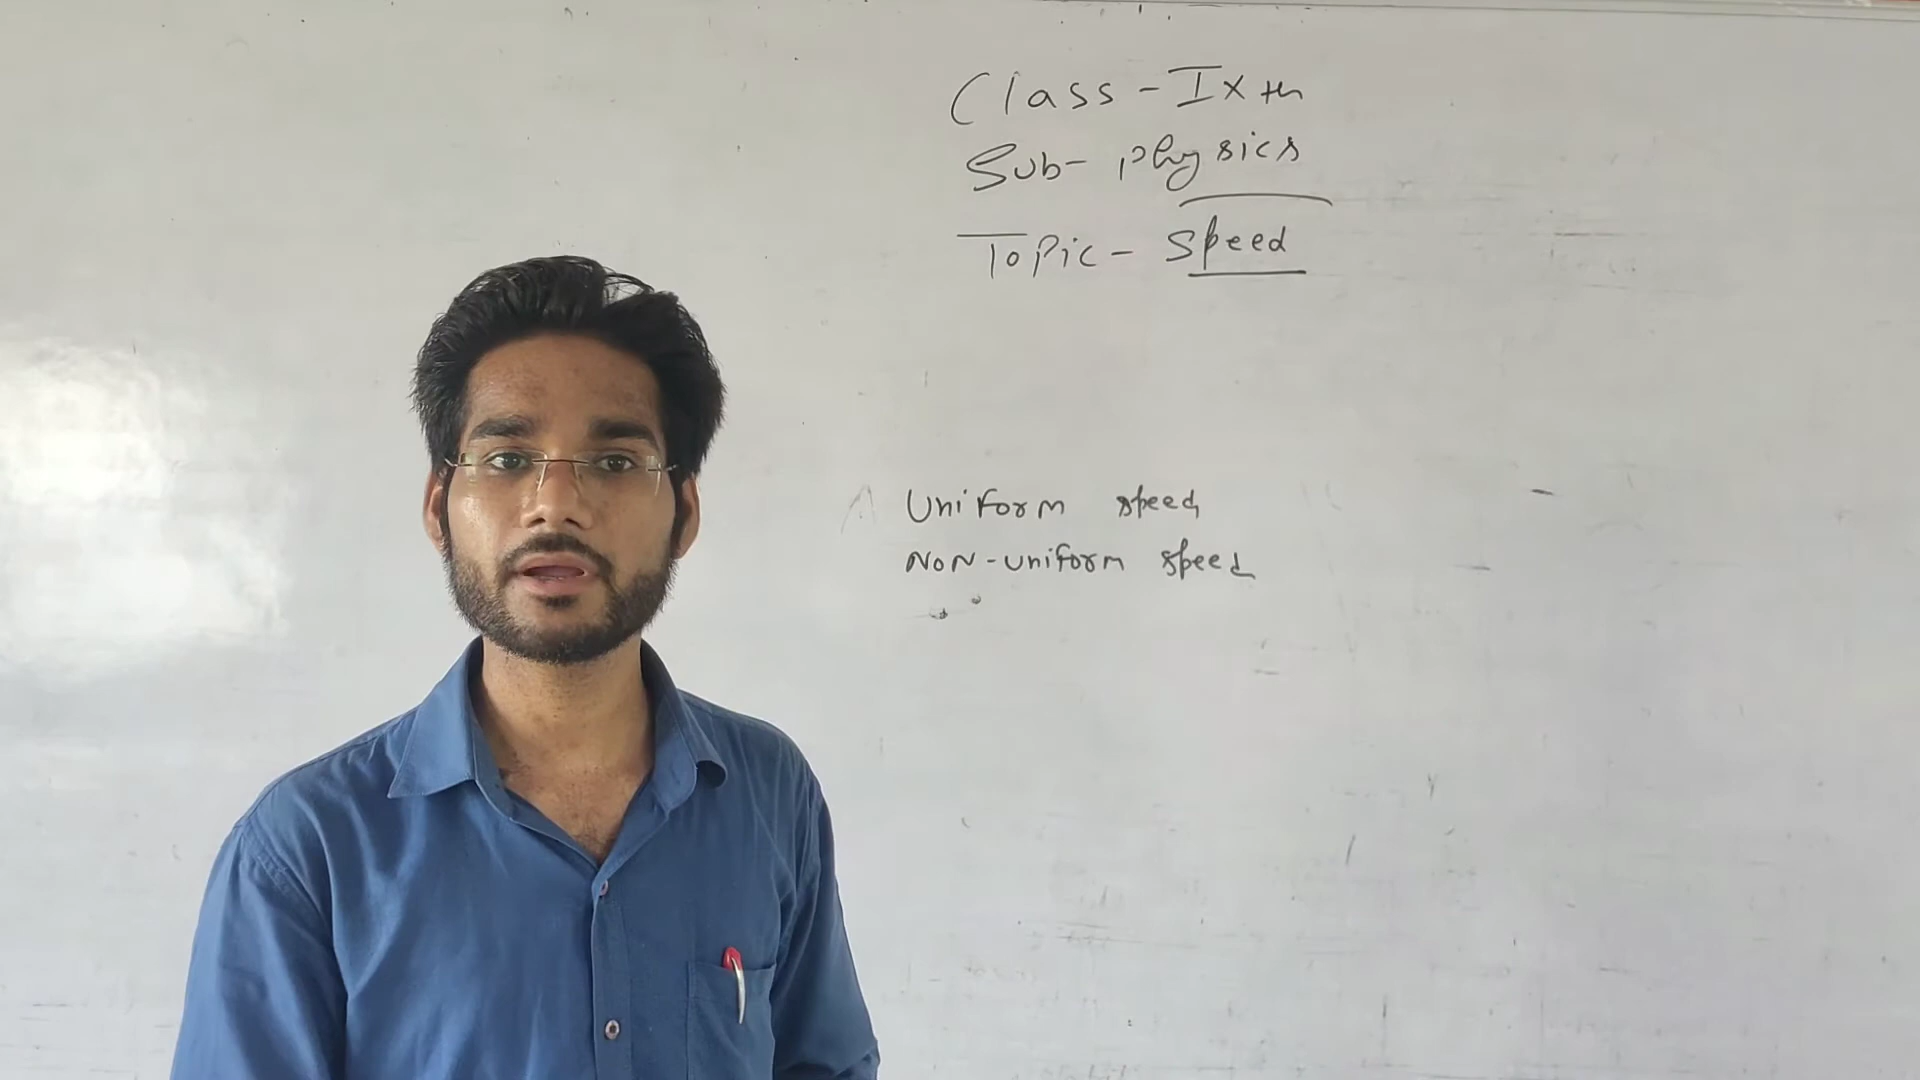 Class - IXth
Sub- physics
Topic - Speed
Uniform speed
Non-uniform speed